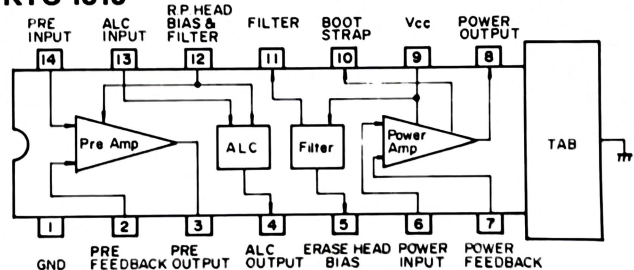 PRE INPUT
ALC INPUT
R.P HEAD BIAS & FILTER
FILTER
BOOT STRAP
Vcc
POWER OUTPUT
14
13
12
11
10
9
8
Pre Amp
ALC
Filter
Power Amp
TAB
1
2
3
4
5
6
7
GND
PRE FEEDBACK
PRE OUTPUT
ALC OUTPUT
ERASE HEAD BIAS
POWER INPUT
POWER FEEDBACK